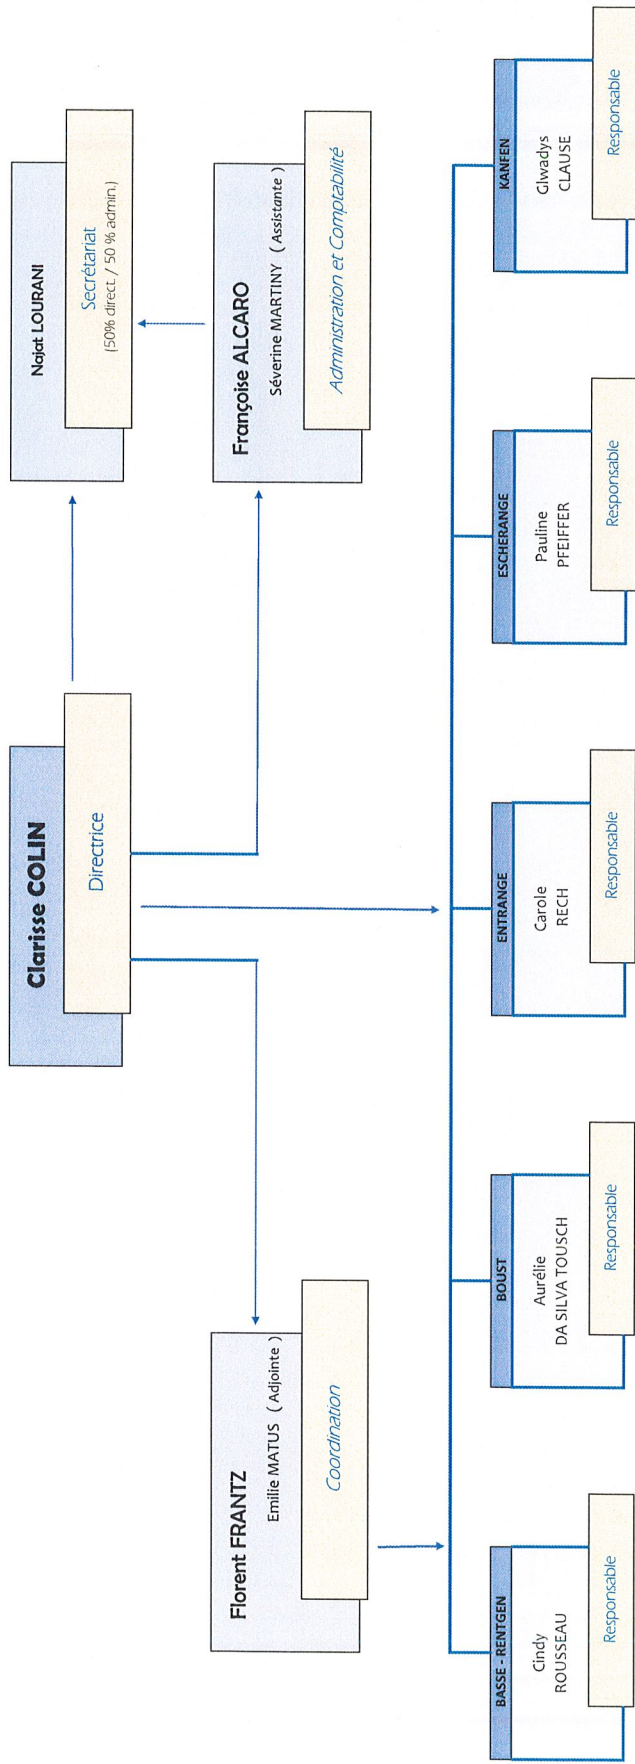 Clarisse COLIN
Directrice
Najat LOURANI
Secrétariat
(50% direct. / 50 % admin.)
Florent FRANTZ
Emilie MATUS ( Adjointe )
Coordination
Françoise ALCARO
Séverine MARTINY ( Assistante )
Administration et Comptabilité
BASSE - RENTGEN
Cindy
ROUSSEAU
Responsable
BOUST
Aurélie
DA SILVA TOUSCH
Responsable
ENTRANGE
Carole
RECH
Responsable
ESCHERANGE
Pauline
PFEIFFER
Responsable
KANFEN
Glwadys
CLAUSE
Responsable